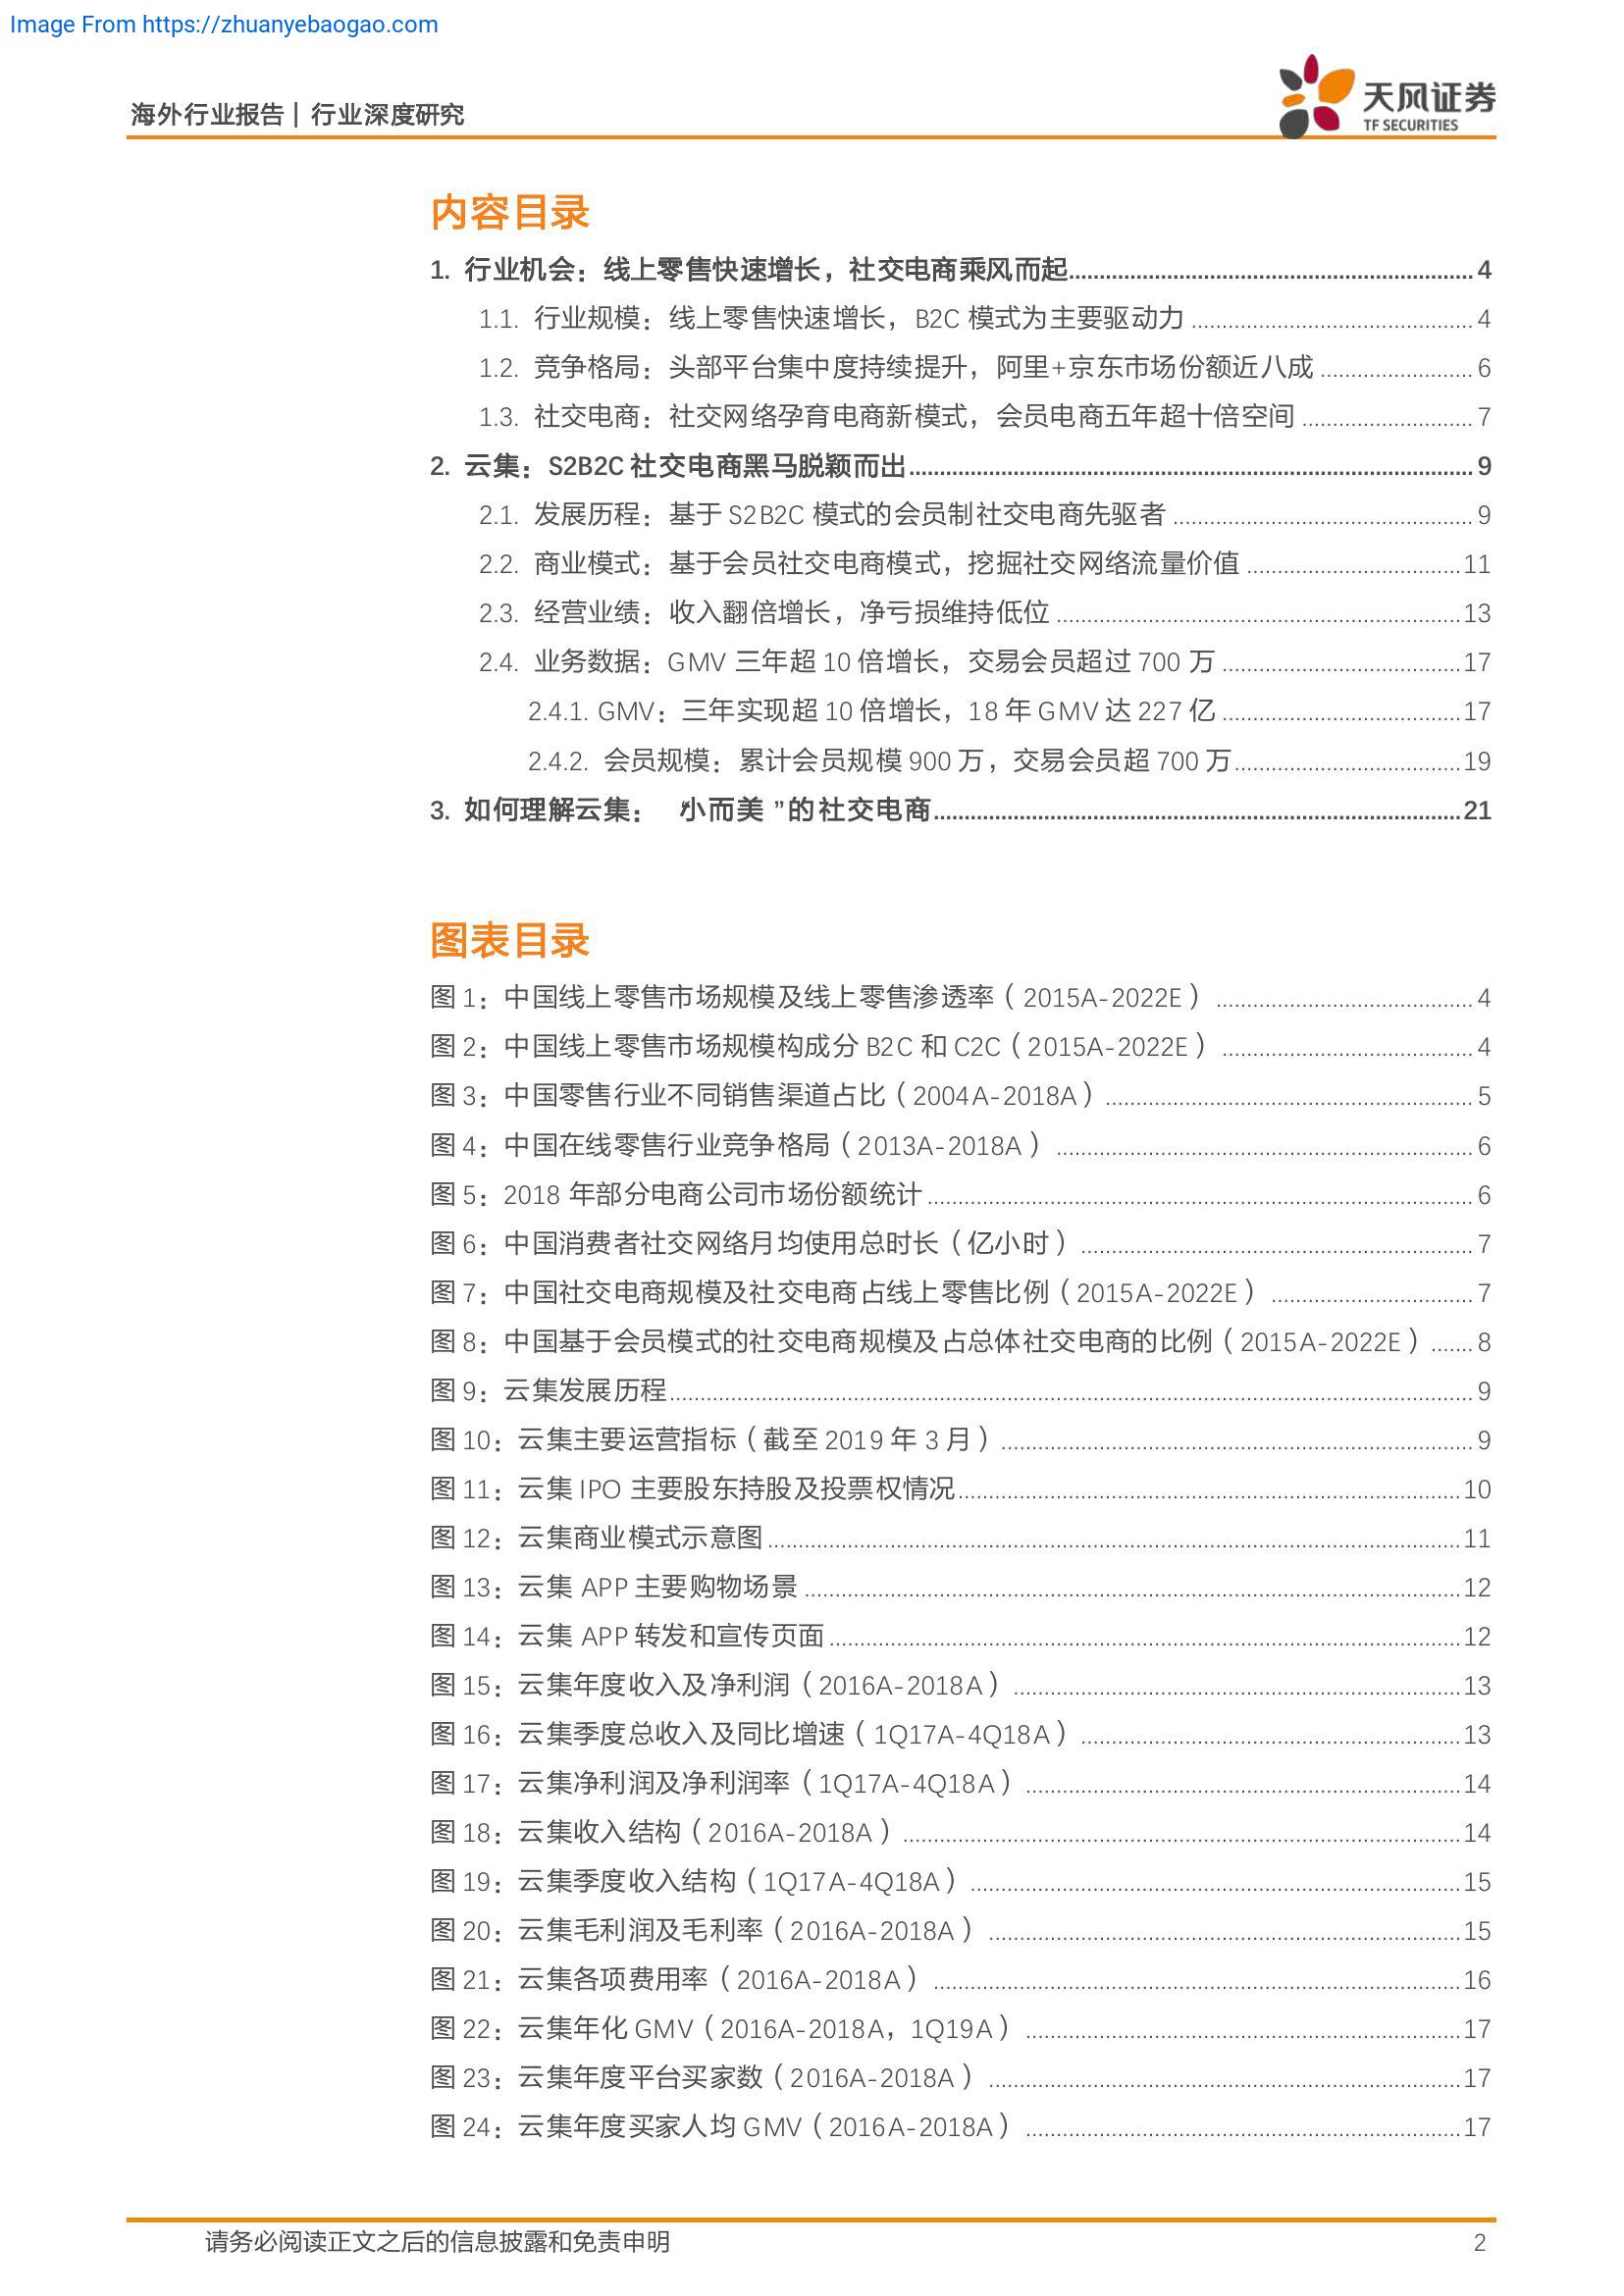 Image From https://zhuanyebaogao.com
海外行业报告 | 行业深度研究
天风证券
TF SECURITIES
内容目录
1. 行业机会：线上零售快速增长，社交电商乘风而起 4
1.1. 行业规模：线上零售快速增长，B2C 模式为主要驱动力 4
1.2. 竞争格局：头部平台集中度持续提升，阿里+京东市场份额近八成 6
1.3. 社交电商：社交网络孕育电商新模式，会员电商五年超十倍空间 7
2. 云集：S2B2C 社交电商黑马脱颖而出 9
2.1. 发展历程：基于 S2B2C 模式的会员制社交电商先驱者 9
2.2. 商业模式：基于会员社交电商模式，挖掘社交网络流量价值 11
2.3. 经营业绩：收入翻倍增长，净亏损维持低位 13
2.4. 业务数据：GMV 三年超 10 倍增长，交易会员超过 700 万 17
2.4.1. GMV：三年实现超 10 倍增长，18 年 GMV 达 227 亿 17
2.4.2. 会员规模：累计会员规模 900 万，交易会员超 700 万 19
3. 如何理解云集：“小而美”的社交电商 21
图表目录
图 1：中国线上零售市场规模及线上零售渗透率（2015A-2022E） 4
图 2：中国线上零售市场规模构成分 B2C 和 C2C（2015A-2022E） 4
图 3：中国零售行业不同销售渠道占比（2004A-2018A） 5
图 4：中国在线零售行业竞争格局（2013A-2018A） 6
图 5：2018 年部分电商公司市场份额统计 6
图 6：中国消费者社交网络月均使用总时长（亿小时） 7
图 7：中国社交电商规模及社交电商占线上零售比例（2015A-2022E） 7
图 8：中国基于会员模式的社交电商规模及占总体社交电商的比例（2015A-2022E） 8
图 9：云集发展历程 9
图 10：云集主要运营指标（截至 2019 年 3 月） 9
图 11：云集 IPO 主要股东持股及投票权情况 10
图 12：云集商业模式示意图 11
图 13：云集 APP 主要购物场景 12
图 14：云集 APP 转发和宣传页面 12
图 15：云集年度收入及净利润（2016A-2018A） 13
图 16：云集季度总收入及同比增速（1Q17A-4Q18A） 13
图 17：云集净利润及净利润率（1Q17A-4Q18A） 14
图 18：云集收入结构（2016A-2018A） 14
图 19：云集季度收入结构（1Q17A-4Q18A） 15
图 20：云集毛利润及毛利率（2016A-2018A） 15
图 21：云集各项费用率（2016A-2018A） 16
图 22：云集年化 GMV（2016A-2018A，1Q19A） 17
图 23：云集年度平台买家数（2016A-2018A） 17
图 24：云集年度买家人均 GMV（2016A-2018A） 17
请务必阅读正文之后的信息披露和免责申明 2